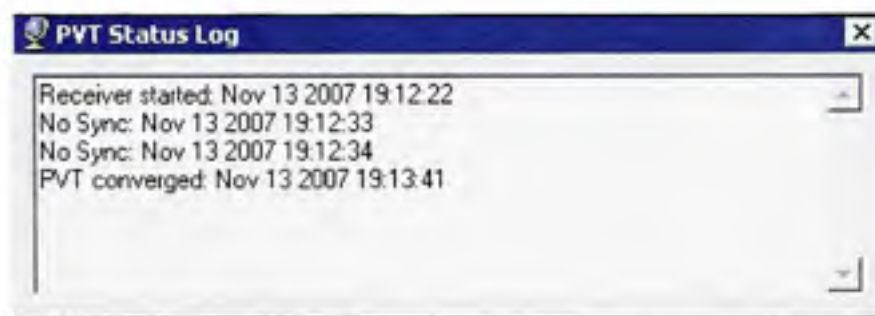 PVT Status Log
Receiver started: Nov 13 2007 19:12:22
No Sync: Nov 13 2007 19:12:33
No Sync: Nov 13 2007 19:12:34
PVT converged: Nov 13 2007 19:13:41